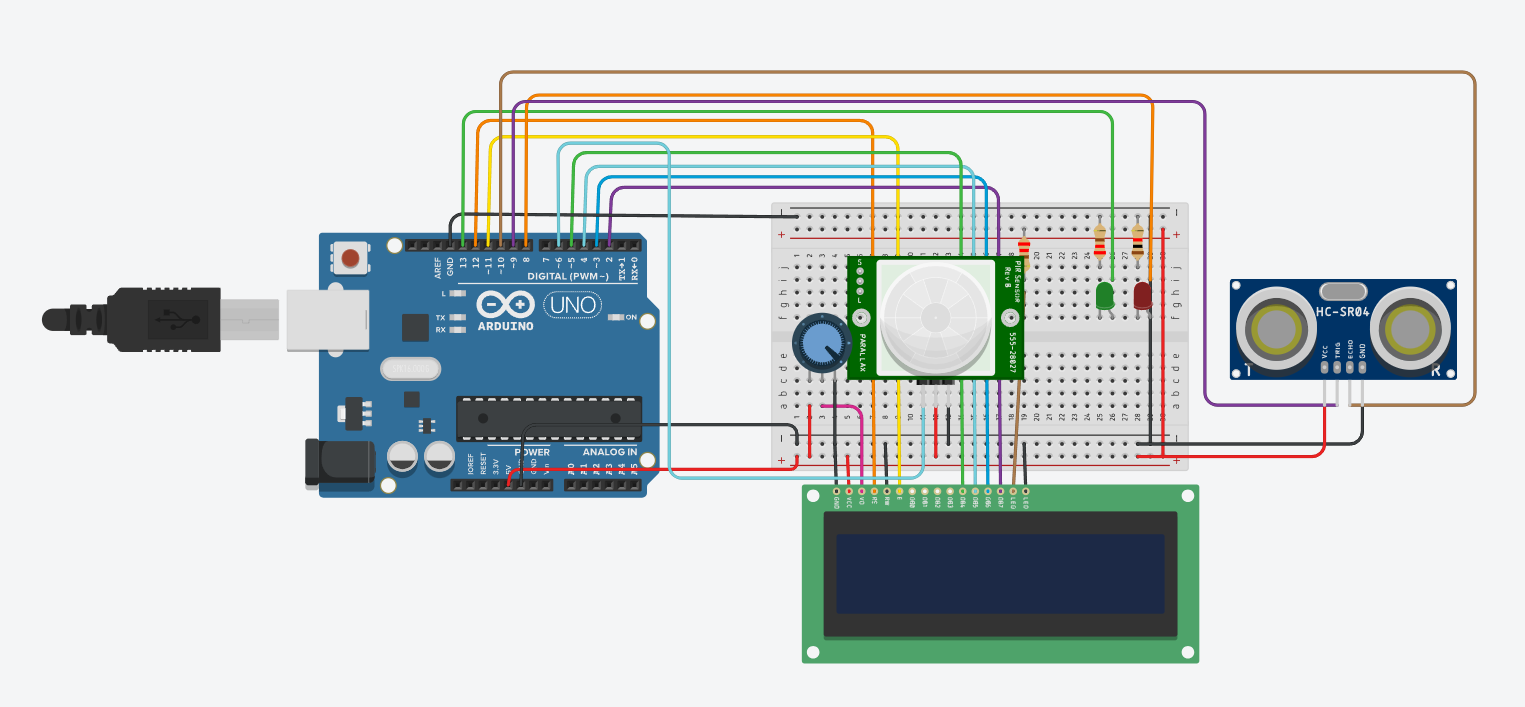 AREF
GND
13
12
~11
~10
~9
8
7
~6
~5
4
~3
2
TX→1
RX←0
DIGITAL (PWM~)
L
TX
RX
ARDUINO
UNO
ON
IOREF
RESET
3.3V
5V
GND
Vin
POWER
ANALOG IN
A0
A1
A2
A3
A4
A5
S
L
PIR SENSOR
Rev B
PARALLAX
555-28027
j
i
h
g
f
e
d
c
b
a
HC-SR04
VCC
TRIG
ECHO
GND
T
R
GND
VCC
VO
RS
RW
E
DB0
DB1
DB2
DB3
DB4
DB5
DB6
DB7
LED
LED